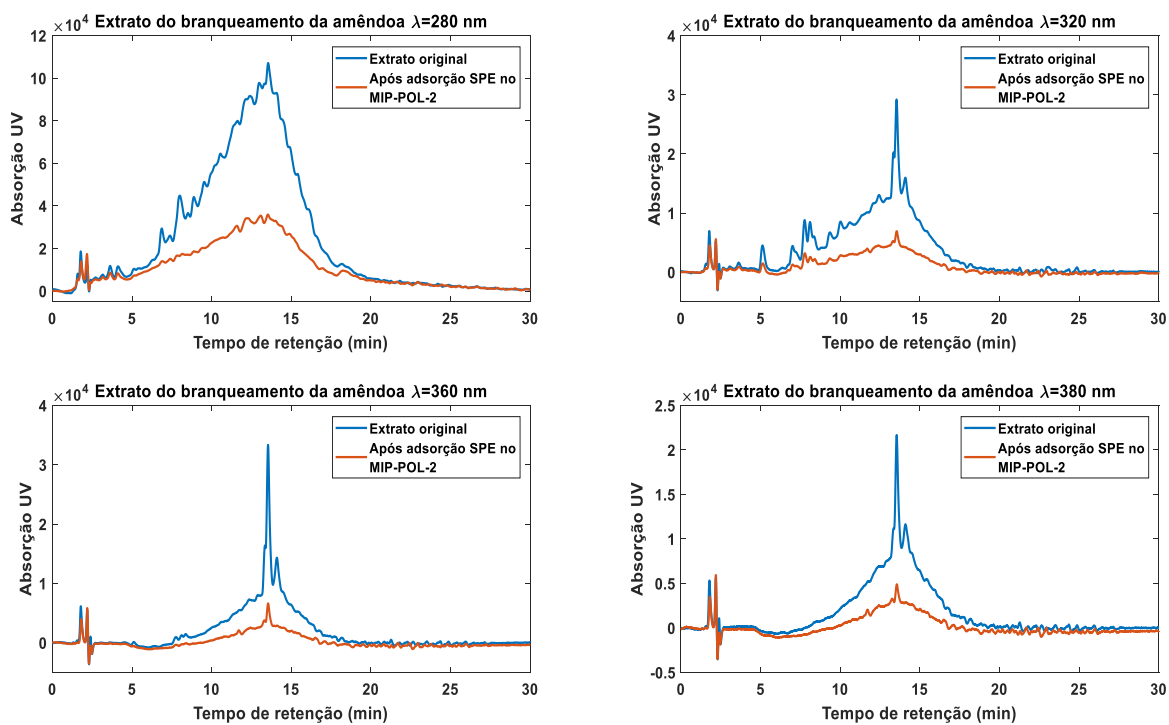 ×10⁴ Extrato do branqueamento da amêndoa λ=280 nm
12
10
8
6
4
2
0
Absorção UV
Extrato original
Após adsorção SPE no
MIP-POL-2
0 5 10 15 20 25 30
Tempo de retenção (min)
×10⁴ Extrato do branqueamento da amêndoa λ=320 nm
4
3
2
1
0
Absorção UV
Extrato original
Após adsorção SPE no
MIP-POL-2
0 5 10 15 20 25 30
Tempo de retenção (min)
×10⁴ Extrato do branqueamento da amêndoa λ=360 nm
4
3
2
1
0
Absorção UV
Extrato original
Após adsorção SPE no
MIP-POL-2
0 5 10 15 20 25 30
Tempo de retenção (min)
×10⁴ Extrato do branqueamento da amêndoa λ=380 nm
2.5
2
1.5
1
0.5
0
-0.5
Absorção UV
Extrato original
Após adsorção SPE no
MIP-POL-2
0 5 10 15 20 25 30
Tempo de retenção (min)